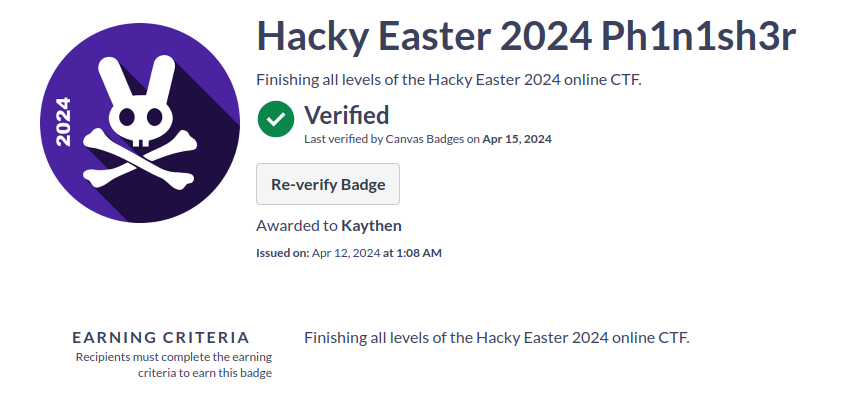 2024
Hacky Easter 2024 Ph1n1sh3r
Finishing all levels of the Hacky Easter 2024 online CTF.
Verified
Last verified by Canvas Badges on Apr 15, 2024
Re-verify Badge
Awarded to Kaythen
Issued on: Apr 12, 2024 at 1:08 AM
EARNING CRITERIA
Recipients must complete the earning
criteria to earn this badge
Finishing all levels of the Hacky Easter 2024 online CTF.